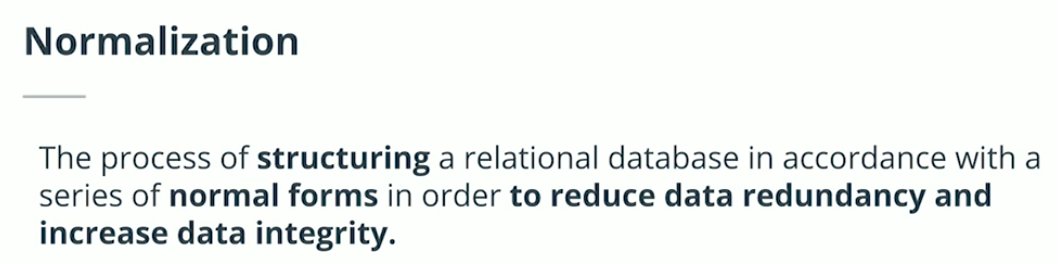 Normalization
The process of structuring a relational database in accordance with a
series of normal forms in order to reduce data redundancy and
increase data integrity.